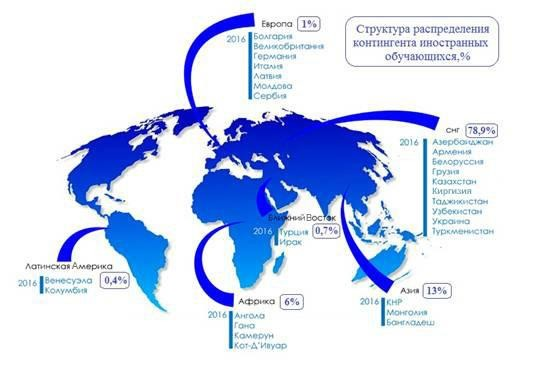 Структура распределения
контингента иностранных
обучающихся,%
Европа 1%
2016 Болгария
Великобритания
Германия
Италия
Латвия
Молдова
Сербия
СНГ 78,9%
2016 Азербайджан
Армения
Белоруссия
Грузия
Казахстан
Киргизия
Таджикистан
Узбекистан
Украина
Туркменистан
Ближний Восток
2016 Турция 0,7%
Ирак
Латинская Америка
2016 Венесуэла 0,4%
Колумбия
Африка 6%
2016 Ангола
Гана
Камерун
Кот-Д'Ивуар
Азия 13%
2016 КНР
Монголия
Бангладеш